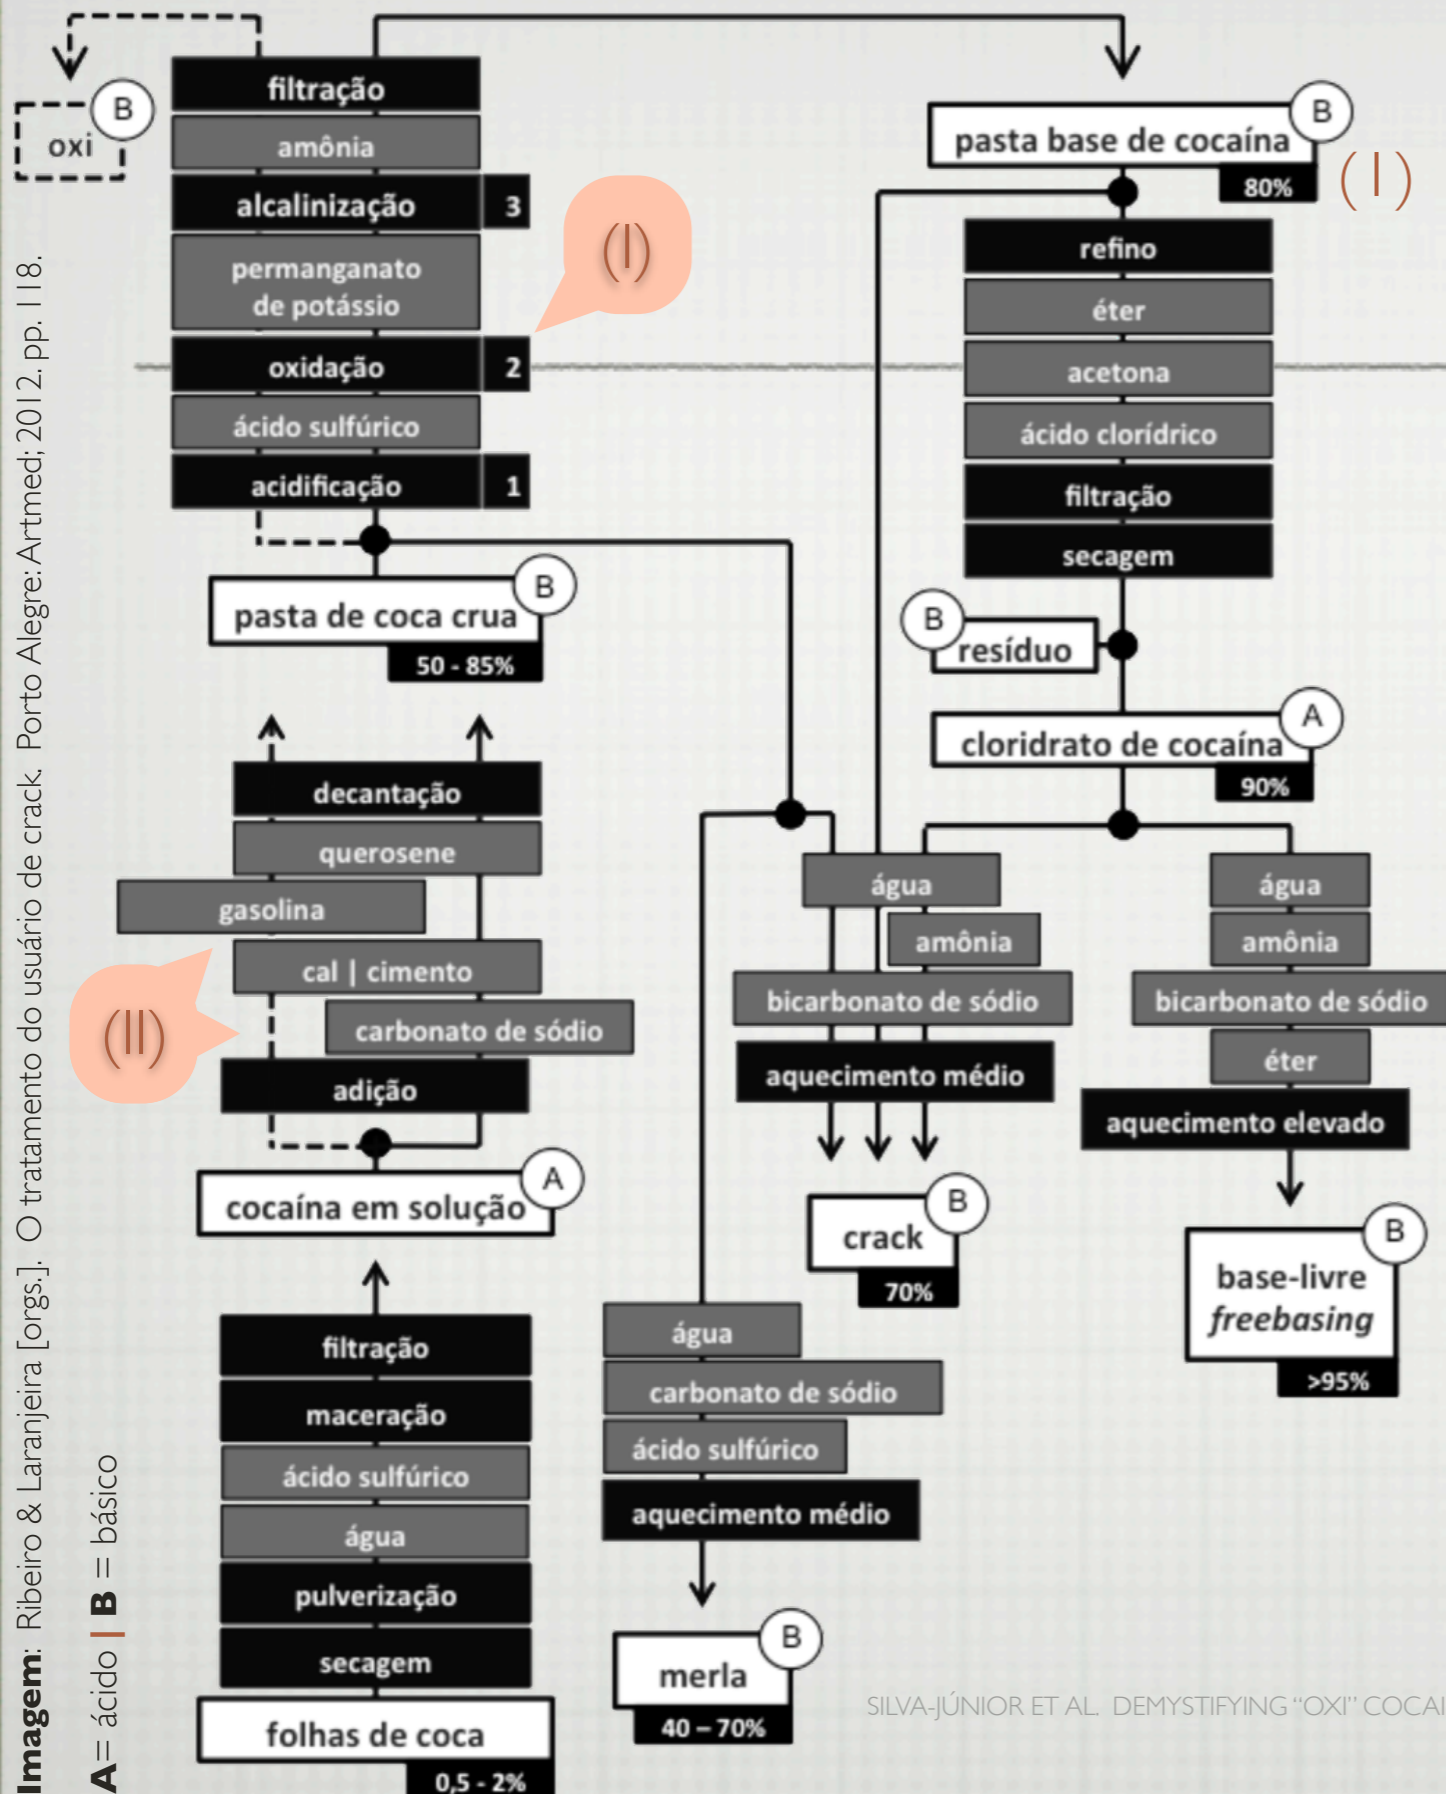 filtração
B
oxi
amônia
alcalinização 3
permanganato
de potássio
(I)
oxidação 2
ácido sulfúrico
acidificação 1
B
pasta de coca crua
50 - 85%
decantação
querosene
gasolina
cal | cimento
(II)
carbonato de sódio
adição
A
cocaína em solução
filtração
maceração
ácido sulfúrico
água
pulverização
secagem
folhas de coca
0,5 - 2%
B
pasta base de cocaína
80%
(I)
refino
éter
acetona
ácido clorídrico
filtração
secagem
B
resíduo
A
cloridrato de cocaína
90%
água
amônia
bicarbonato de sódio
aquecimento médio
B
crack
70%
água
amônia
bicarbonato de sódio
éter
aquecimento elevado
B
base-livre
freebasing
>95%
água
carbonato de sódio
ácido sulfúrico
aquecimento médio
B
merla
40 – 70%
SILVA-JÚNIOR ET AL. DEMYSTIFYING “OXI” COCAI
Imagem: Ribeiro & Laranjeira [orgs.]. O tratamento do usuário de crack. Porto Alegre: Artmed; 2012. pp. 118.
A= ácido | B = básico